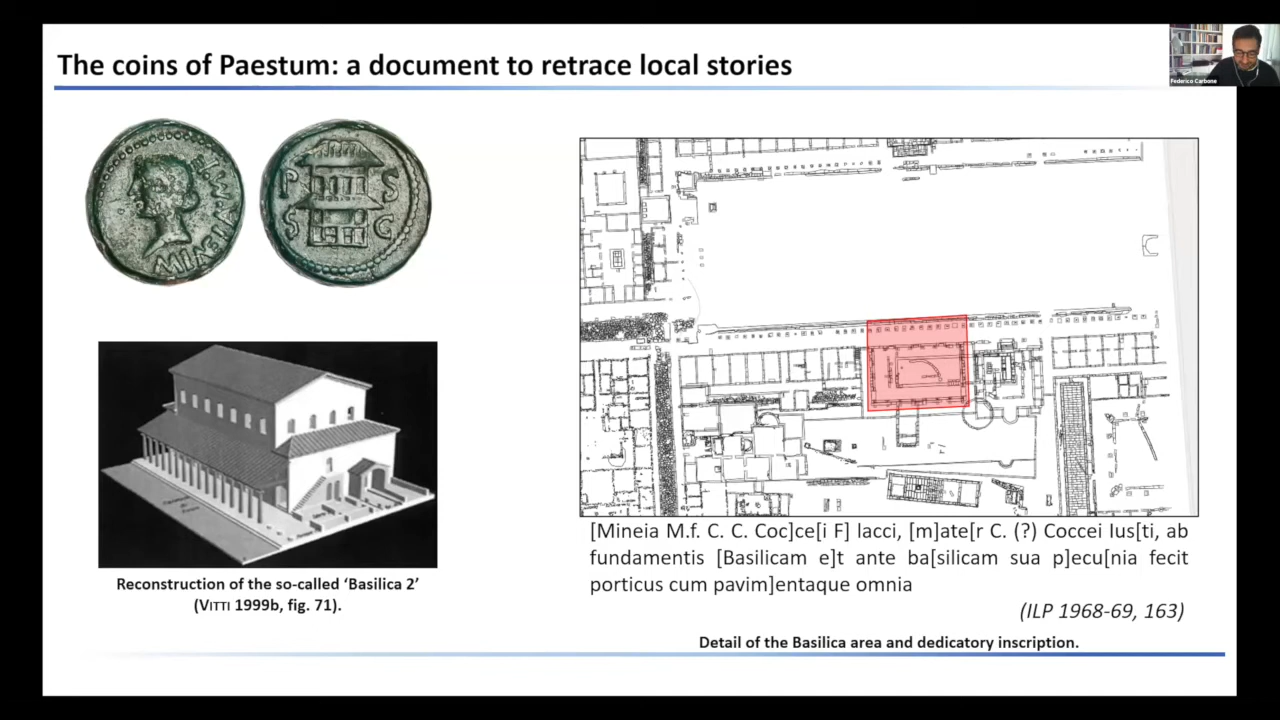 The coins of Paestum: a document to retrace local stories
Federico Carbone
P S
S C
Reconstruction of the so-called ‘Basilica 2’
(VITTI 1999b, fig. 71).
[Mineia M.f. C. C. Coc]ce[i F] lacci, [m]ate[r C. (?) Coccei Ius[ti, ab
fundamentis [Basilicam e]t ante ba[silicam sua p]ecu[nia fecit
porticus cum pavim]entaque omnia
(ILP 1968-69, 163)
Detail of the Basilica area and dedicatory inscription.